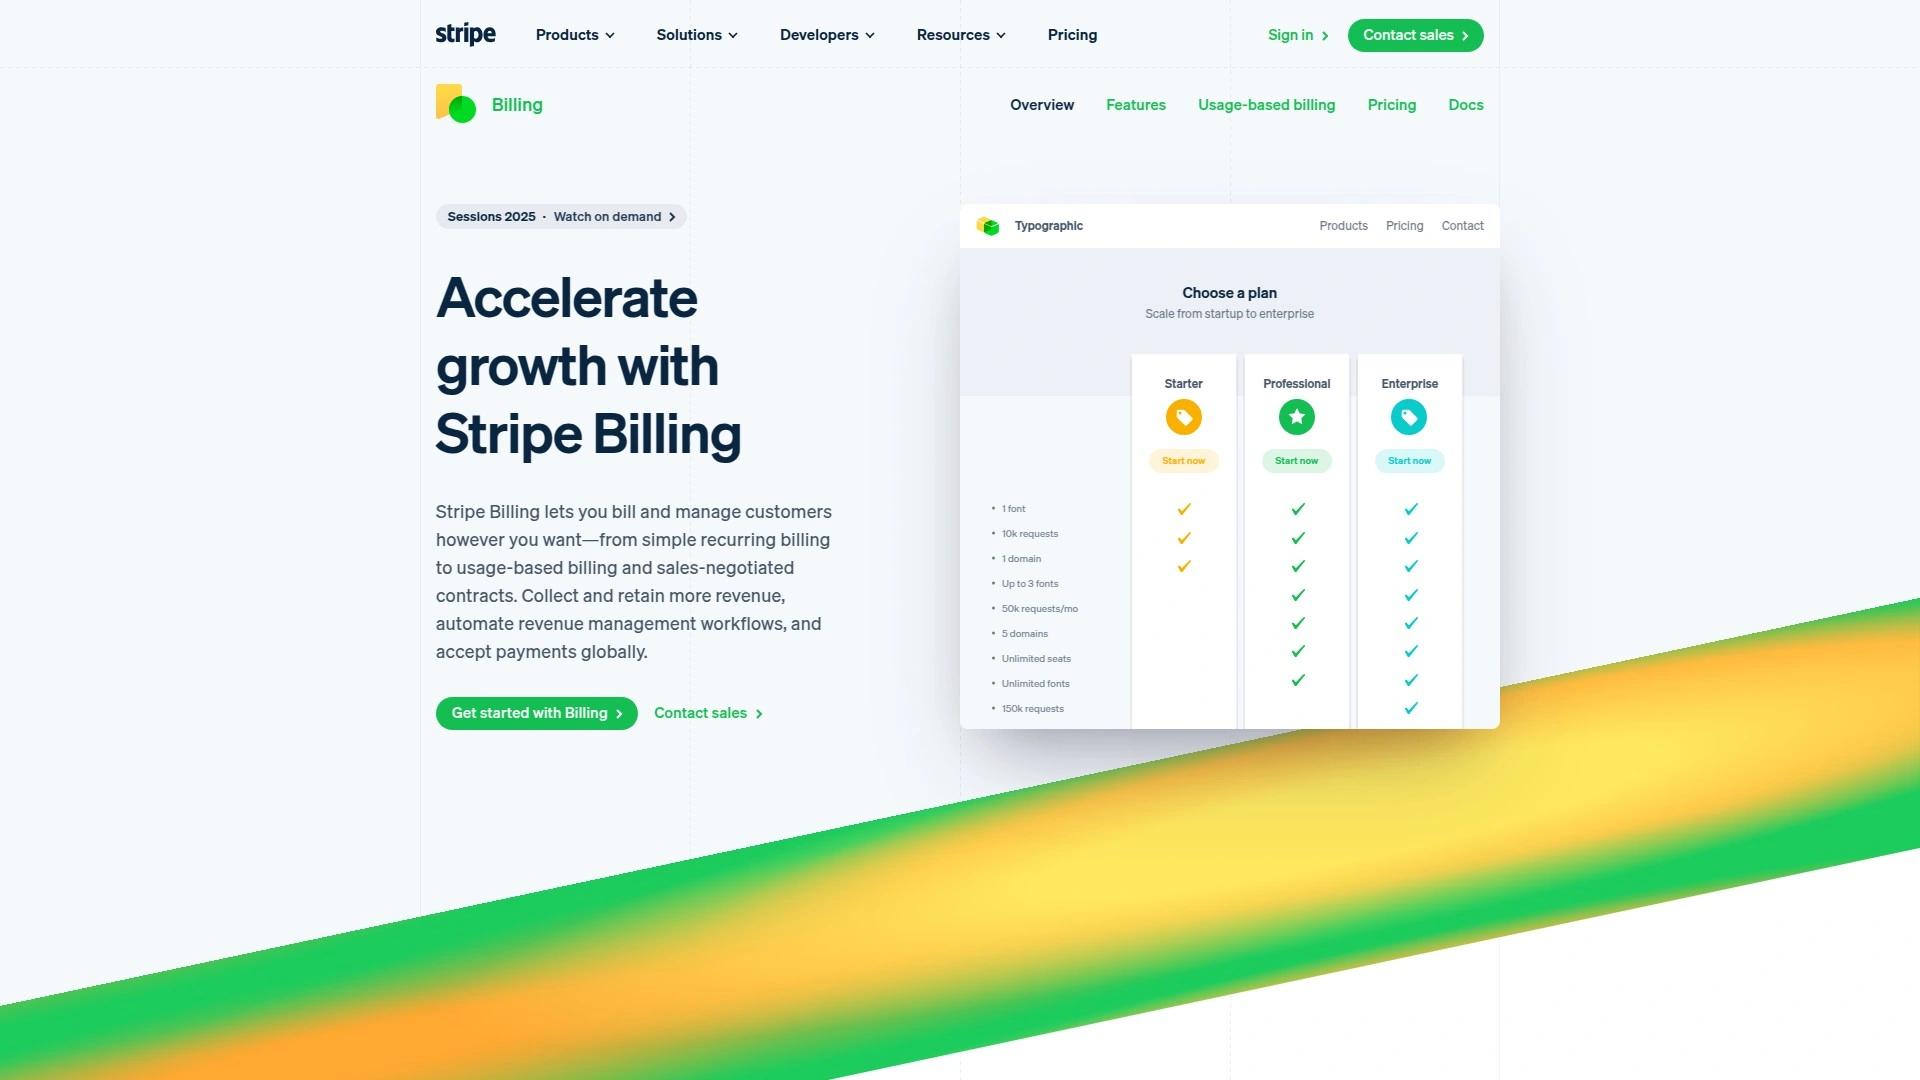 stripe
Products
Solutions
Developers
Resources
Pricing
Sign in
Contact sales
Billing
Overview
Features
Usage-based billing
Pricing
Docs
Sessions 2025 · Watch on demand
Accelerate
growth with
Stripe Billing
Stripe Billing lets you bill and manage customers
however you want—from simple recurring billing
to usage-based billing and sales-negotiated
contracts. Collect and retain more revenue,
automate revenue management workflows, and
accept payments globally.
Get started with Billing
Contact sales
Typographic
Products
Pricing
Contact
Choose a plan
Scale from startup to enterprise
Starter
Professional
Enterprise
Start now
Start now
Start now
• 1 font
• 10k requests
• 1 domain
• Up to 3 fonts
• 50k requests/mo
• 5 domains
• Unlimited seats
• Unlimited fonts
• 150k requests